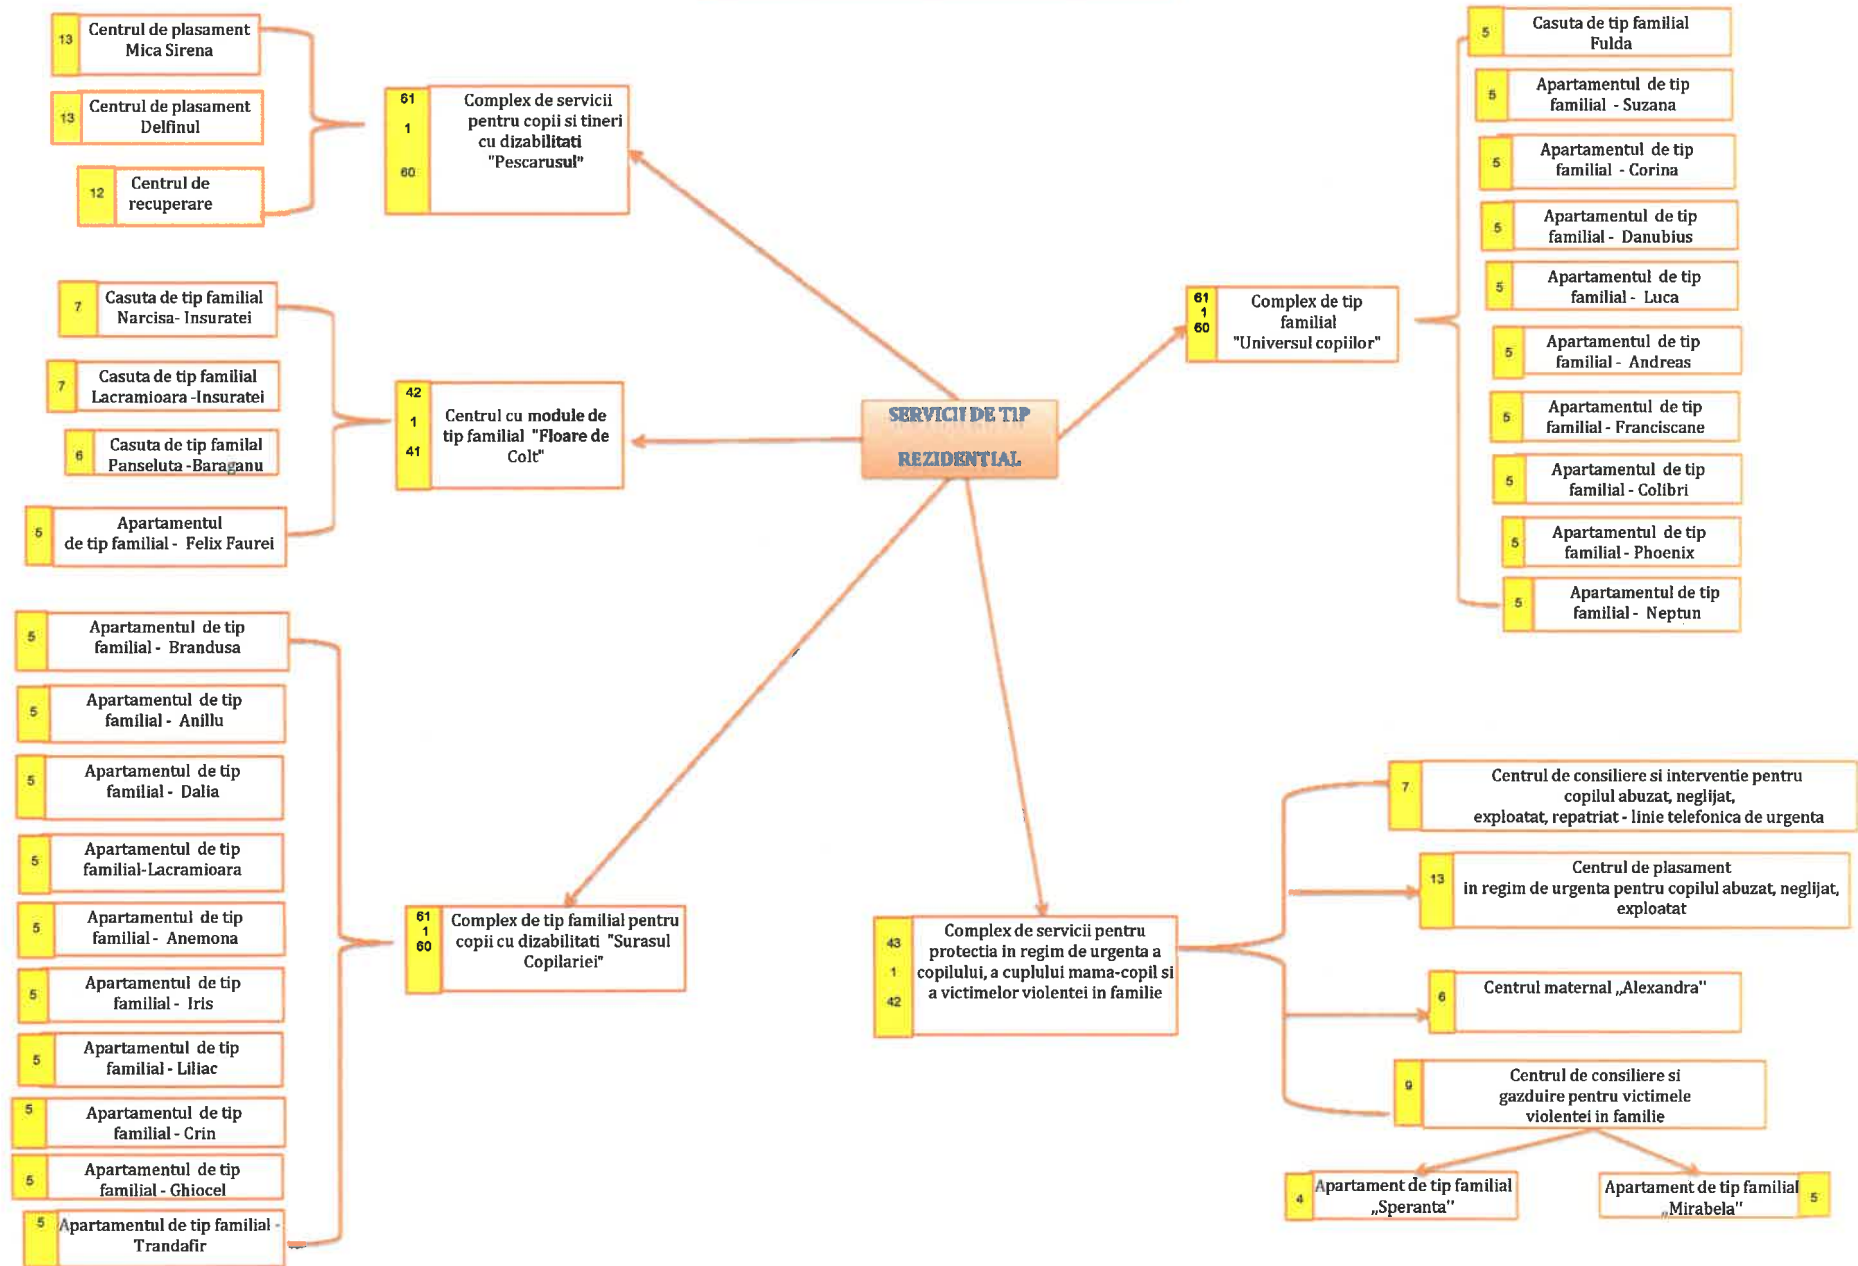 13
Centrul de plasament
Mica Sirena
13
Centrul de plasament
Delfinul
12
Centrul de
recuperare
61
1
60
Complex de servicii
pentru copii si tineri
cu dizabilitati
"Pescarusul"
7
Casuta de tip familial
Narcisa- Insuratei
7
Casuta de tip familial
Lacramioara -Insuratei
6
Casuta de tip familal
Panseluta -Baraganu
5
Apartamentul
de tip familial - Felix Faurei
42
1
41
Centrul cu module de
tip familial "Floare de
Colt"
SERVICII DE TIP
REZIDENTIAL
5
Apartamentul de tip
familial - Brandusa
5
Apartamentul de tip
familial - Anillu
5
Apartamentul de tip
familial - Dalia
5
Apartamentul de tip
familial-Lacramioara
5
Apartamentul de tip
familial - Anemona
5
Apartamentul de tip
familial - Iris
5
Apartamentul de tip
familial - Liliac
5
Apartamentul de tip
familial - Crin
5
Apartamentul de tip
familial - Ghiocel
5
Apartamentul de tip familial -
Trandafir
61
1
60
Complex de tip familial pentru
copii cu dizabilitati "Surasul
Copilariei"
61
1
60
Complex de tip
familial
"Universul copiilor"
5
Casuta de tip familial
Fulda
5
Apartamentul de tip
familial - Suzana
5
Apartamentul de tip
familial - Corina
5
Apartamentul de tip
familial - Danubius
5
Apartamentul de tip
familial - Luca
5
Apartamentul de tip
familial - Andreas
5
Apartamentul de tip
familial - Franciscane
5
Apartamentul de tip
familial - Colibri
5
Apartamentul de tip
familial - Phoenix
5
Apartamentul de tip
familial - Neptun
43
1
42
Complex de servicii pentru
protectia in regim de urgenta a
copilului, a cuplului mama-copil si
a victimelor violentei in familie
7
Centrul de consiliere si interventie pentru
copilul abuzat, neglijat,
exploatat, repatriat - linie telefonica de urgenta
13
Centrul de plasament
in regim de urgenta pentru copilul abuzat, neglijat,
exploatat
6
Centrul maternal „Alexandra"
9
Centrul de consiliere si
gazduire pentru victimele
violentei in familie
4
Apartament de tip familial
„Speranta"
Apartament de tip familial
„Mirabela"
5